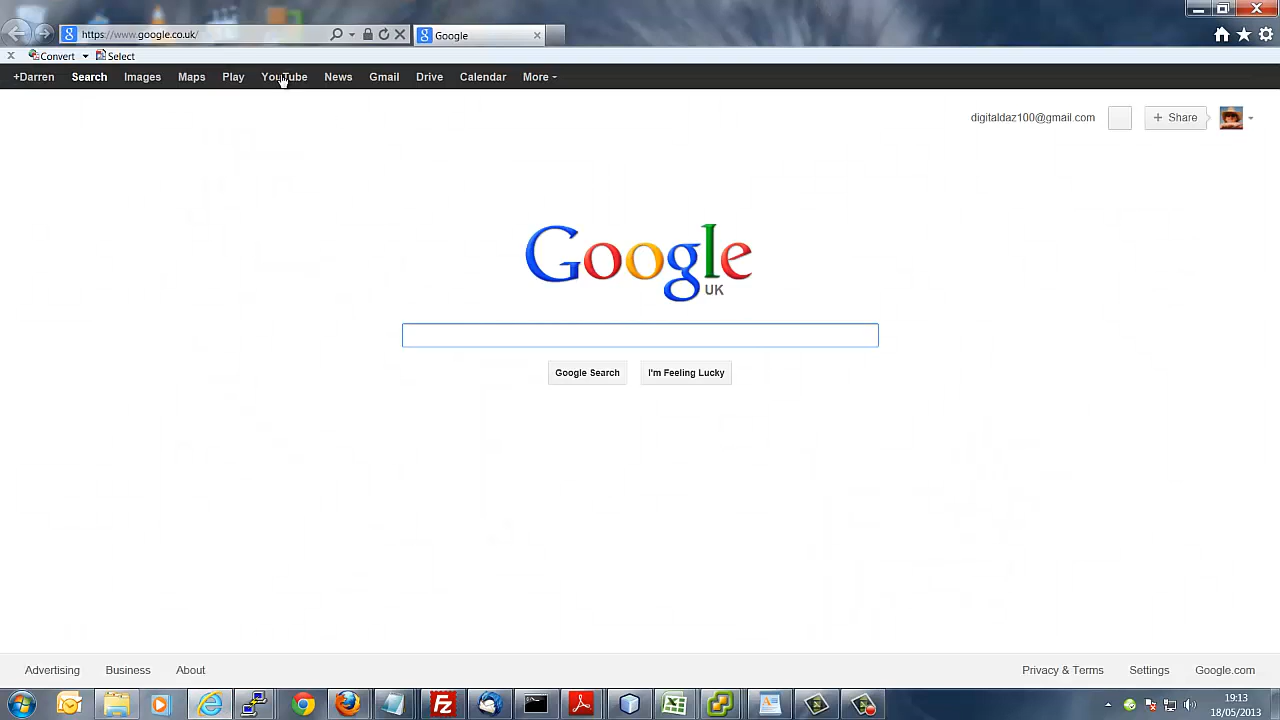 https://www.google.co.uk/
Google
Convert
Select
+Darren Search Images Maps Play YouTube News Gmail Drive Calendar More
digitaldaz100@gmail.com
+ Share
Google
UK
Google Search
I'm Feeling Lucky
Advertising Business About
Privacy & Terms Settings Google.com
19:13
18/05/2013